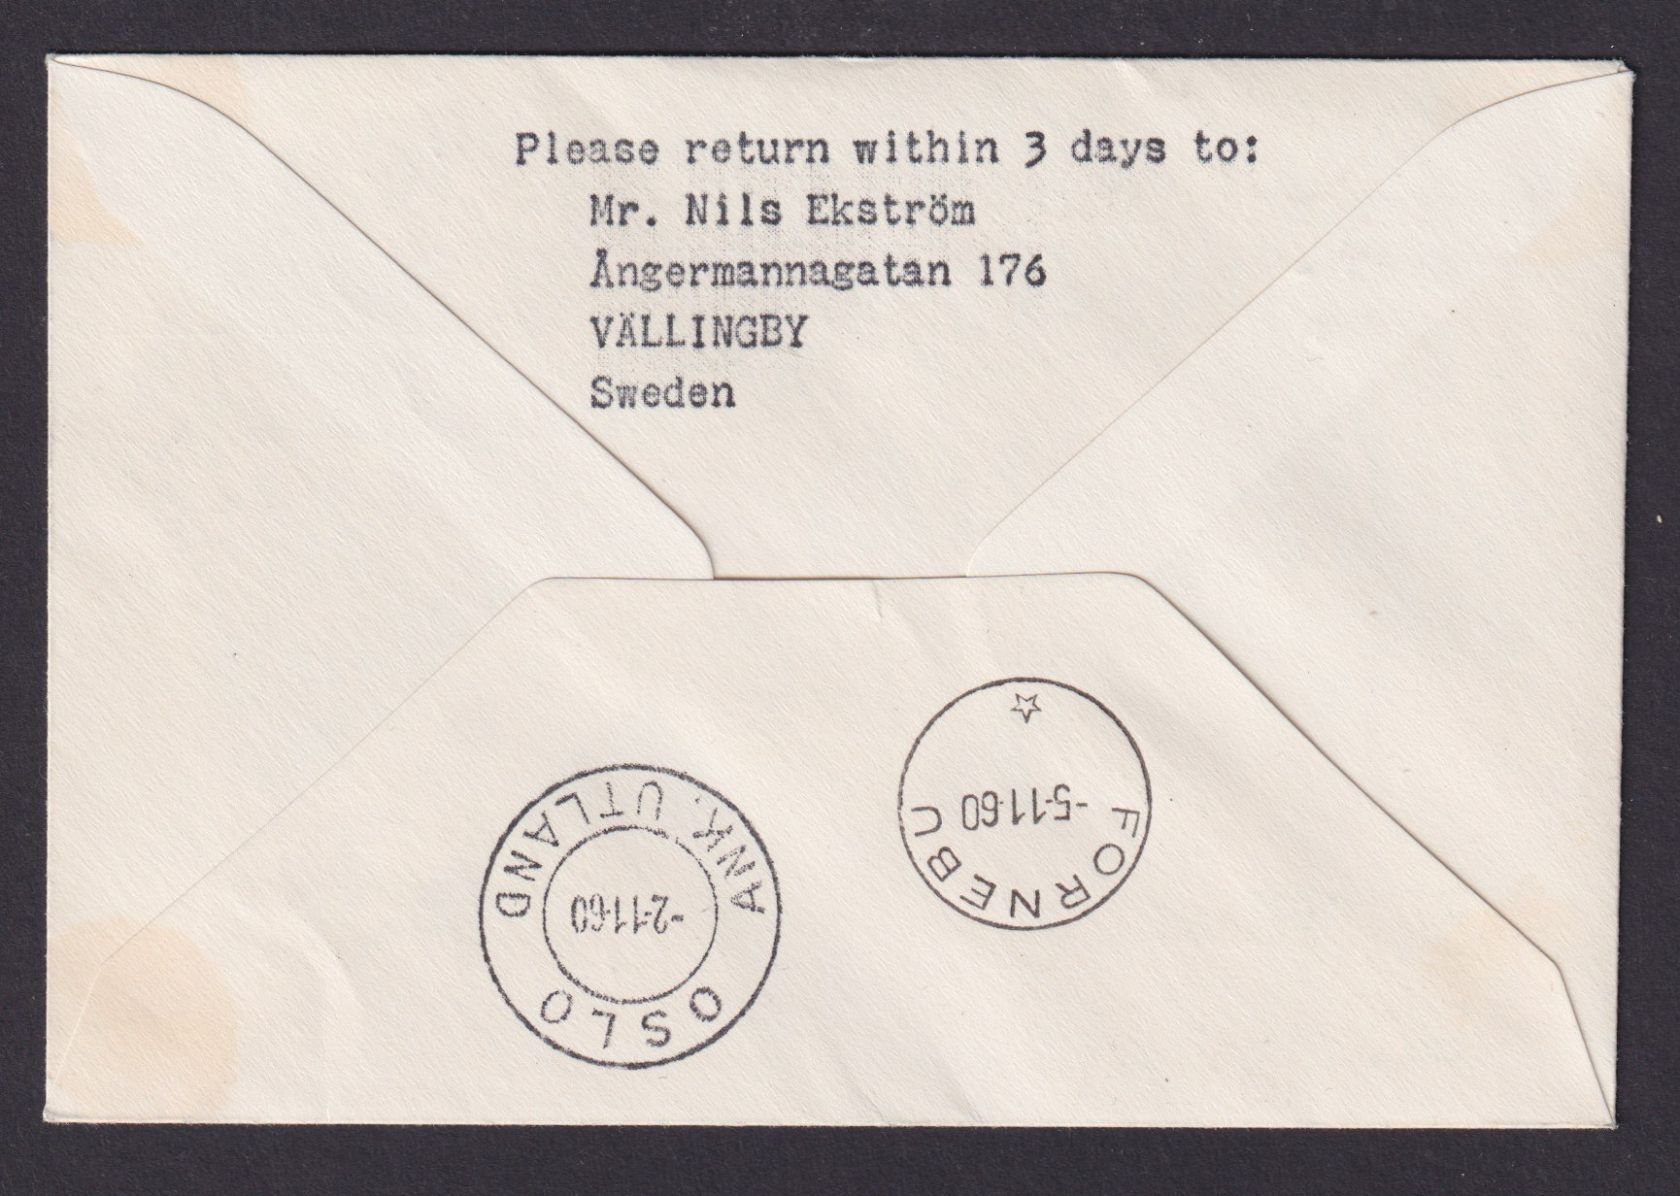 Please return within 3 days to:
Mr. Nils Ekström
Ångermannagatan 176
VÄLLINGBY
Sweden
FORNEBU
-5-11-60
OSLO
-2-11-60
ANK. UTLAND